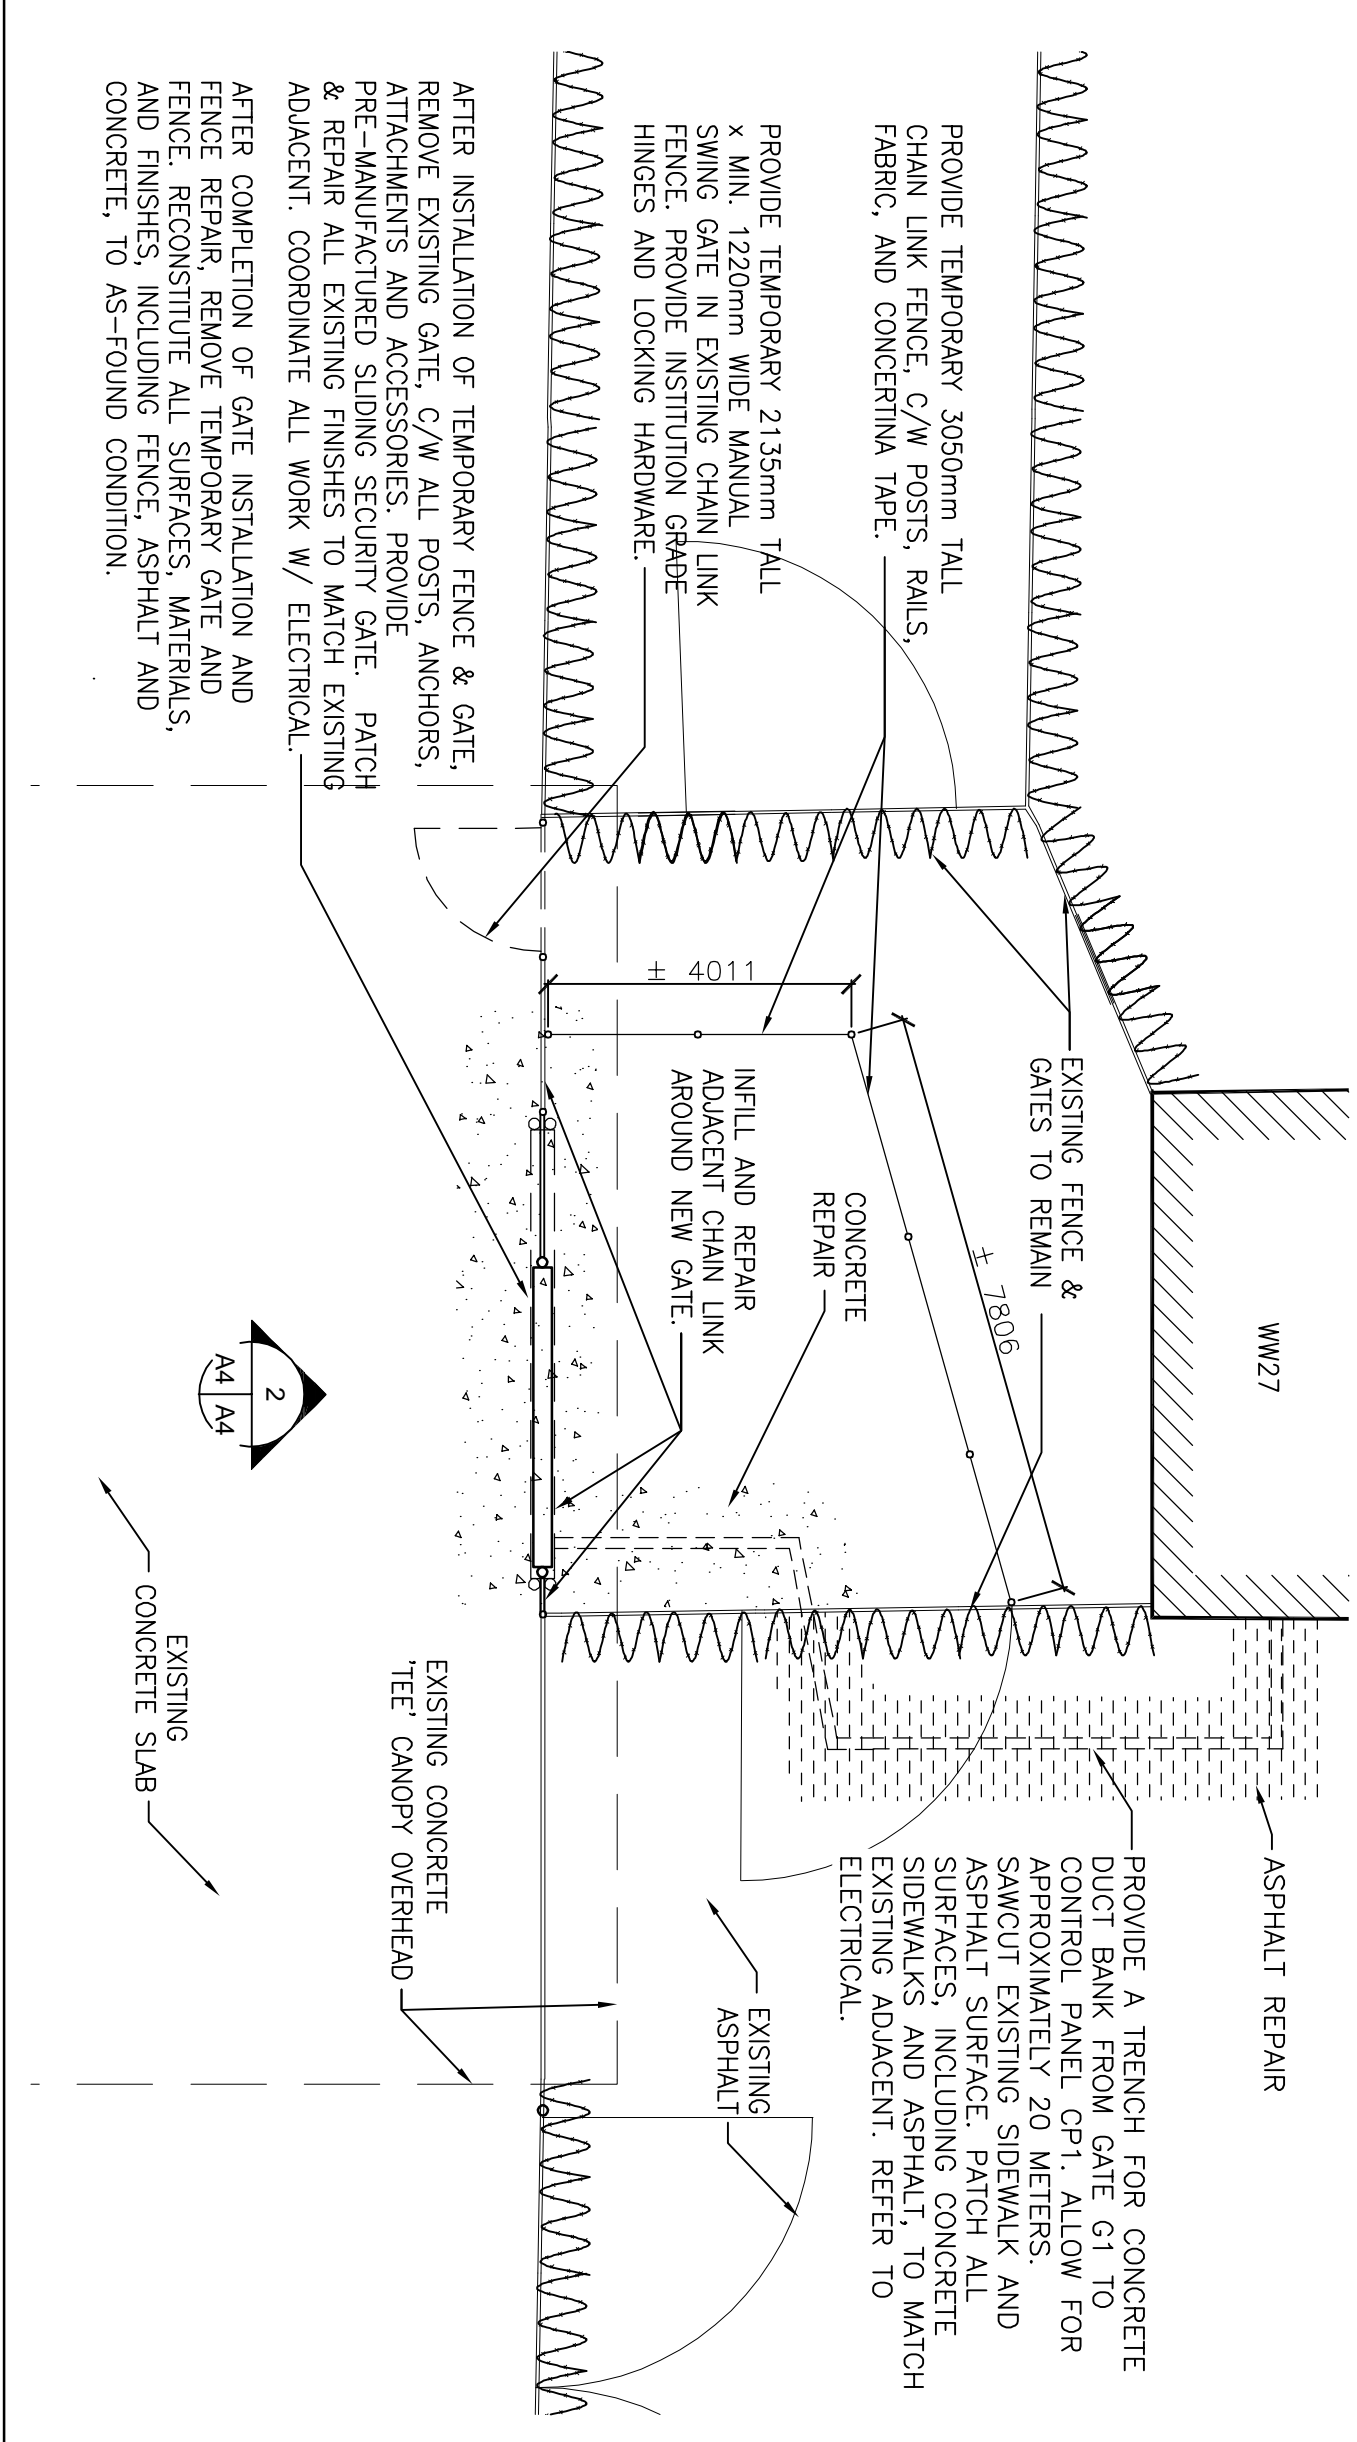 PROVIDE TEMPORARY 3050mm TALL
CHAIN LINK FENCE, C/W POSTS, RAILS,
FABRIC, AND CONCERTINA TAPE.
PROVIDE TEMPORARY 2135mm TALL
x MIN. 1220mm WIDE MANUAL
SWING GATE IN EXISTING CHAIN LINK
FENCE. PROVIDE INSTITUTION GRADE
HINGES AND LOCKING HARDWARE.
AFTER INSTALLATION OF TEMPORARY FENCE & GATE,
REMOVE EXISTING GATE, C/W ALL POSTS, ANCHORS,
ATTACHMENTS AND ACCESSORIES. PROVIDE
PRE-MANUFACTURED SLIDING SECURITY GATE. PATCH
& REPAIR ALL EXISTING FINISHES TO MATCH EXISTING
ADJACENT. COORDINATE ALL WORK W/ ELECTRICAL.
AFTER COMPLETION OF GATE INSTALLATION AND
FENCE REPAIR, REMOVE TEMPORARY GATE AND
FENCE. RECONSTITUTE ALL SURFACES, MATERIALS,
AND FINISHES, INCLUDING FENCE, ASPHALT AND
CONCRETE, TO AS-FOUND CONDITION.
WW27
EXISTING FENCE &
GATES TO REMAIN
± 7806
± 4011
CONCRETE
REPAIR
INFILL AND REPAIR
ADJACENT CHAIN LINK
AROUND NEW GATE.
2
A4
A4
ASPHALT REPAIR
PROVIDE A TRENCH FOR CONCRETE
DUCT BANK FROM GATE G1 TO
CONTROL PANEL CP1. ALLOW FOR
APPROXIMATELY 20 METERS.
SAWCUT EXISTING SIDEWALK AND
ASPHALT SURFACE. PATCH ALL
SURFACES, INCLUDING CONCRETE
SIDEWALKS AND ASPHALT, TO MATCH
EXISTING ADJACENT. REFER TO
ELECTRICAL.
EXISTING
ASPHALT
EXISTING CONCRETE
'TEE' CANOPY OVERHEAD
EXISTING
CONCRETE SLAB